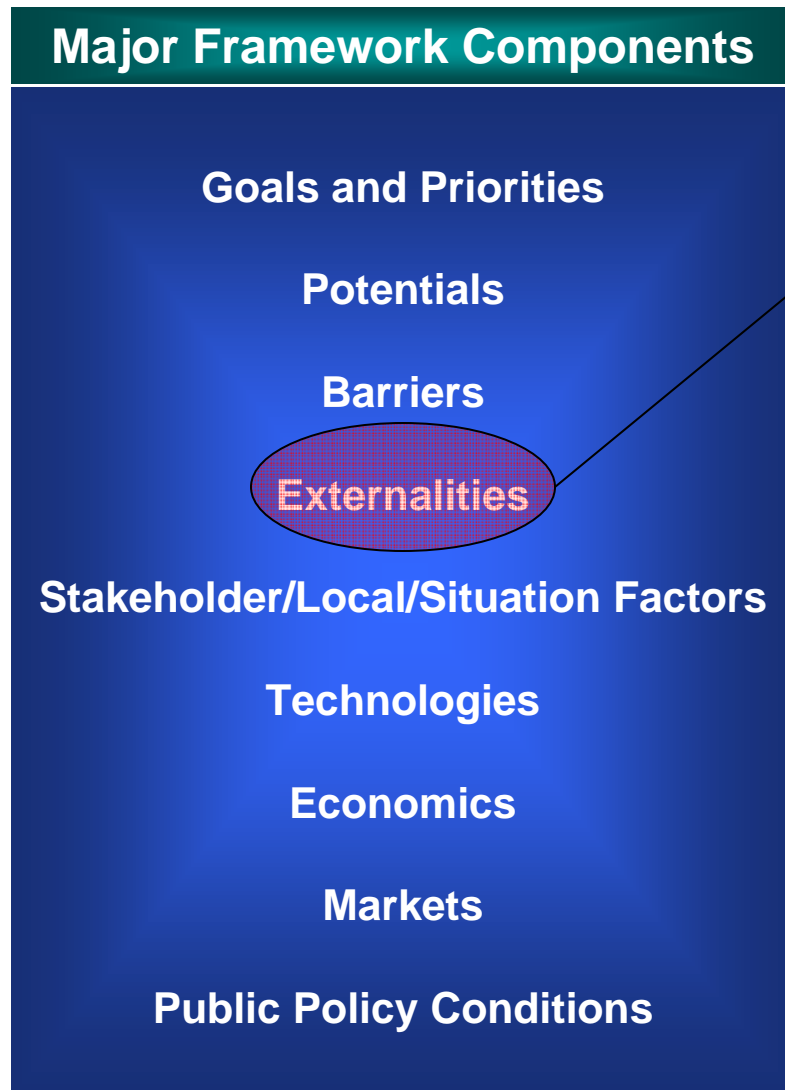 Major Framework Components
Goals and Priorities
Potentials
Barriers
Externalities
Stakeholder/Local/Situation Factors
Technologies
Economics
Markets
Public Policy Conditions